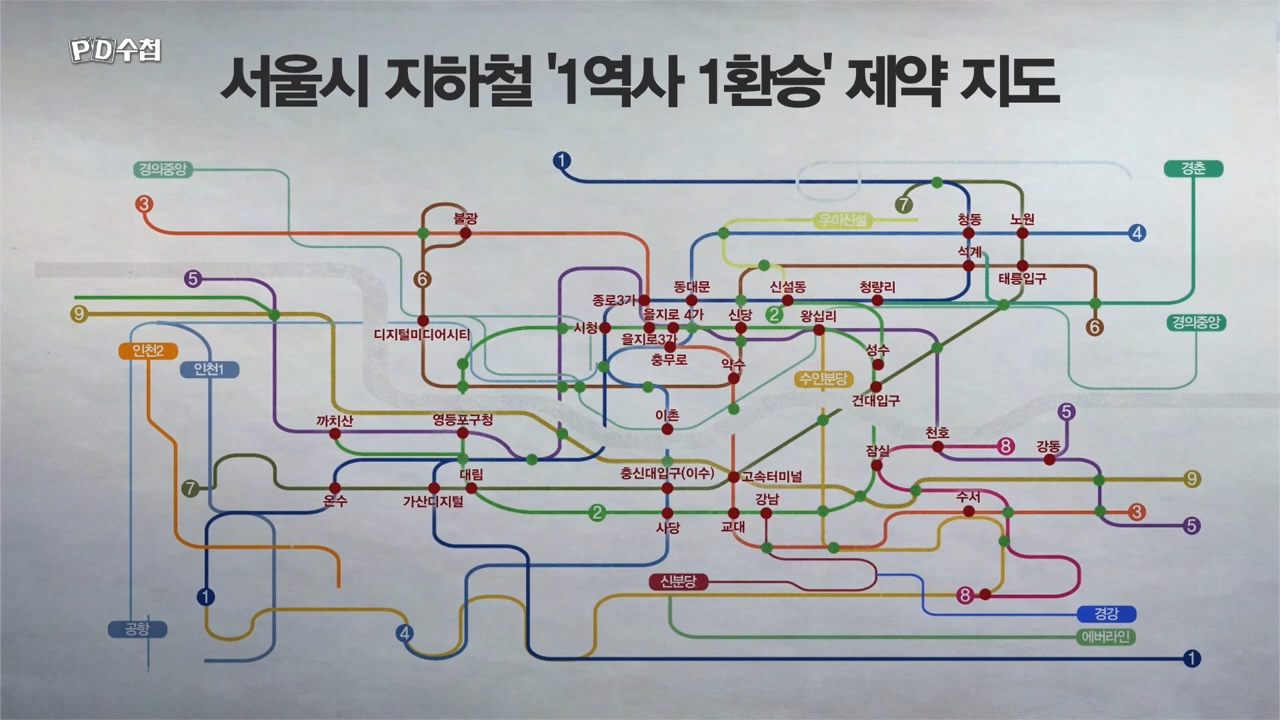 PD수첩
서울시 지하철 '1역사 1환승' 제약 지도
1
경의중앙
경춘
3
불광
7
우이신설
창동
노원
4
석계
태릉입구
5
6
동대문
신설동
청량리
종로3가
9
을지로 4가
신당
2
왕십리
경의중앙
6
디지털미디어시티
시청
을지로3가
충무로
인천2
인천1
약수
성수
수인분당
건대입구
까치산
영등포구청
이촌
5
천호
8
강동
잠실
대림
충신대입구(이수)
고속터미널
9
7
온수
가산디지털
강남
수서
2
사당
교대
3
5
신분당
1
8
경강
공항
4
에버라인
1